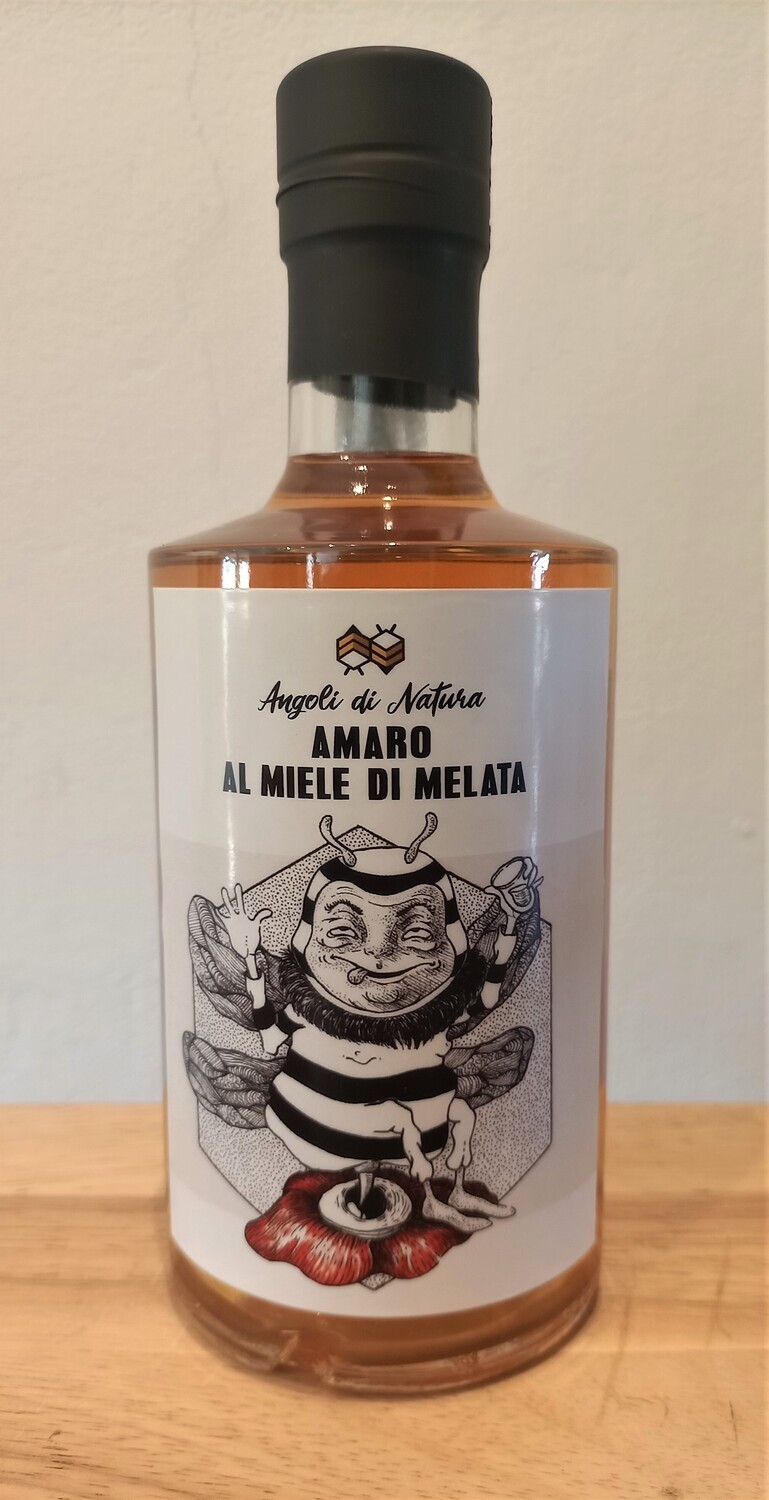 Angoli di Natura
AMARO
AL MIELE DI MELATA